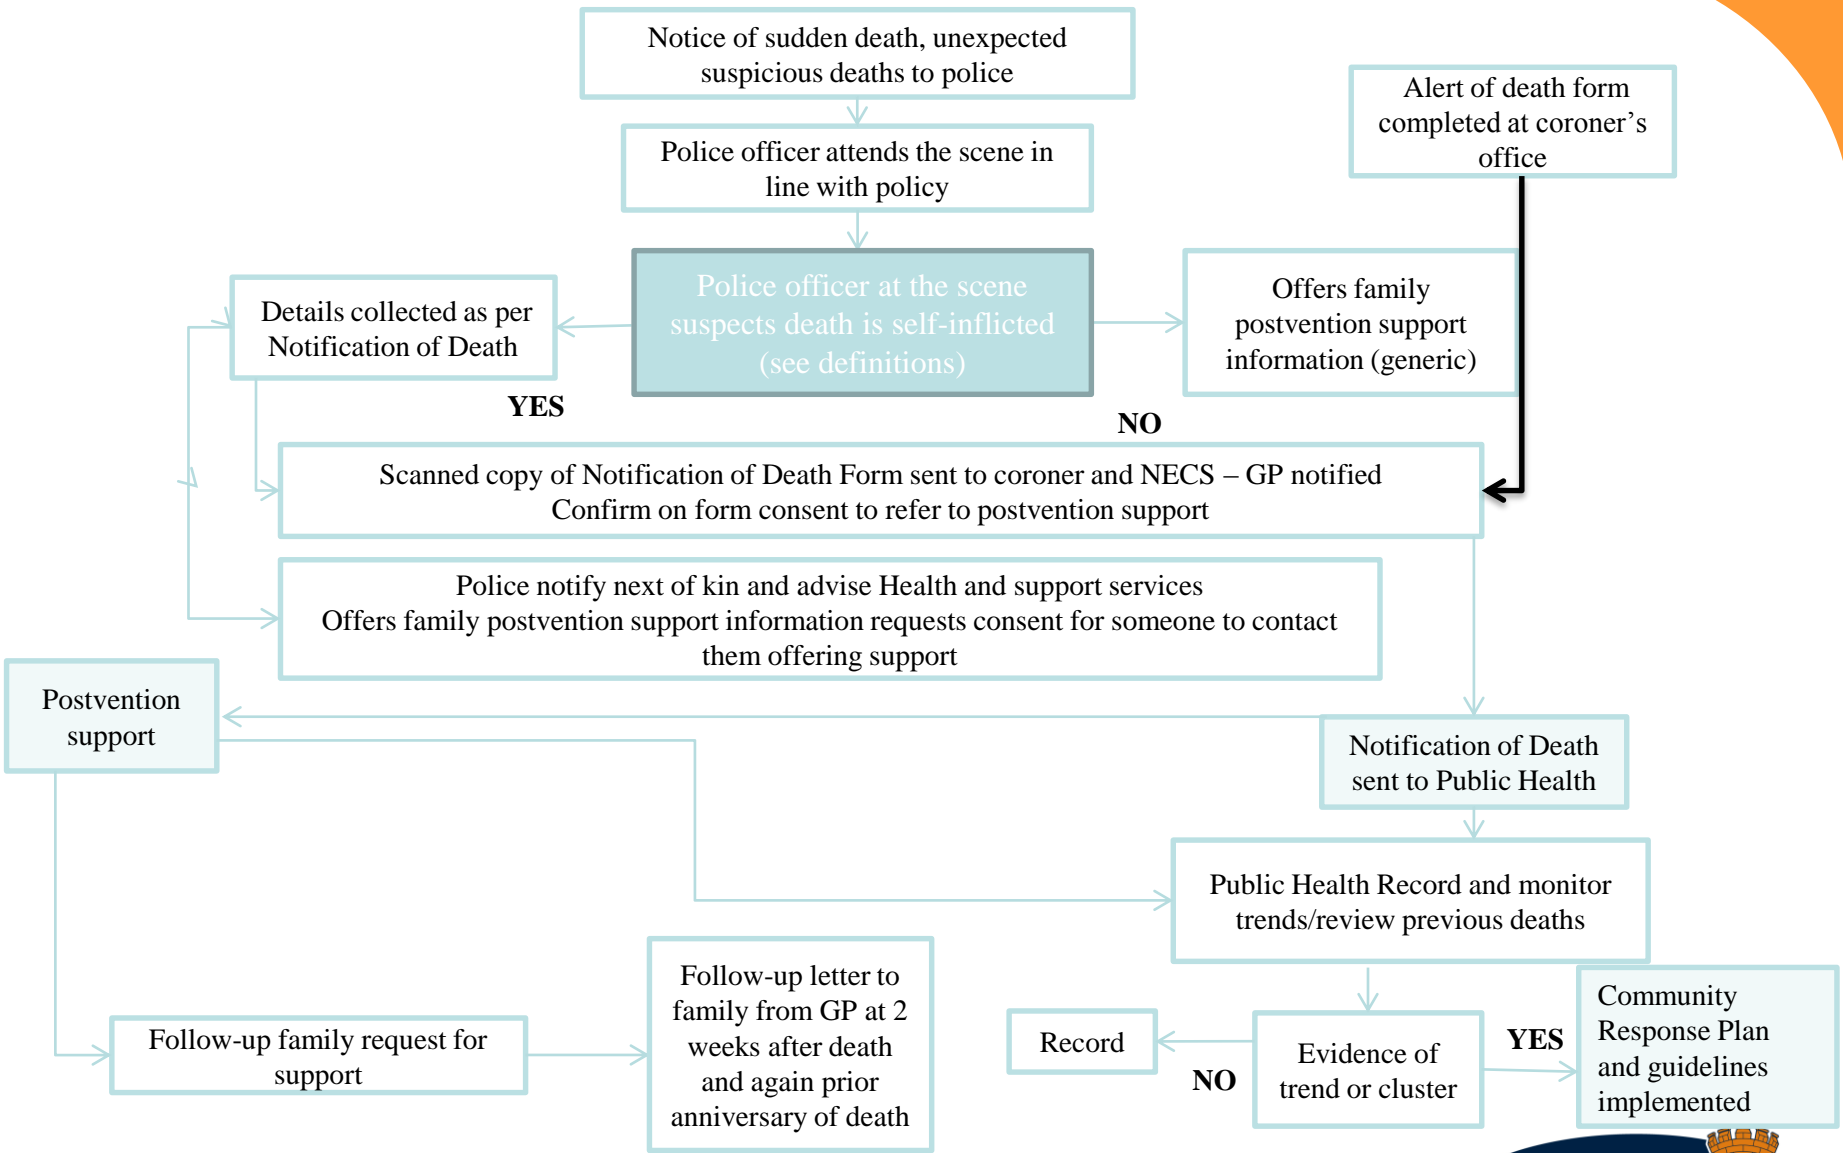 Notice of sudden death, unexpected
suspicious deaths to police
Alert of death form
completed at coroner’s
office
Police officer attends the scene in
line with policy
Details collected as per
Notification of Death
Police officer at the scene
suspects death is self-inflicted
(see definitions)
Offers family
postvention support
information (generic)
YES
NO
Scanned copy of Notification of Death Form sent to coroner and NECS – GP notified
Confirm on form consent to refer to postvention support
Police notify next of kin and advise Health and support services
Offers family postvention support information requests consent for someone to contact
them offering support
Postvention
support
Notification of Death
sent to Public Health
Public Health Record and monitor
trends/review previous deaths
Follow-up family request for
support
Follow-up letter to
family from GP at 2
weeks after death
and again prior
anniversary of death
Record
NO
Evidence of
trend or cluster
YES
Community
Response Plan
and guidelines
implemented